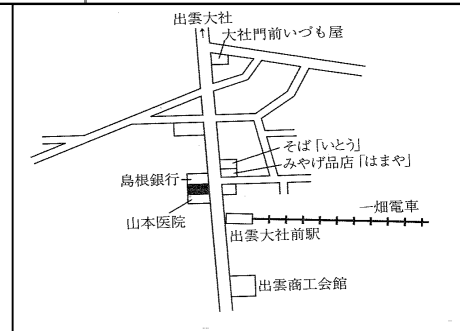 出雲大社
大社門前いづも屋
そば「いとう」
みやげ品店「はまや」
島根銀行
山本医院
一畑電車
出雲大社前駅
出雲商工会館